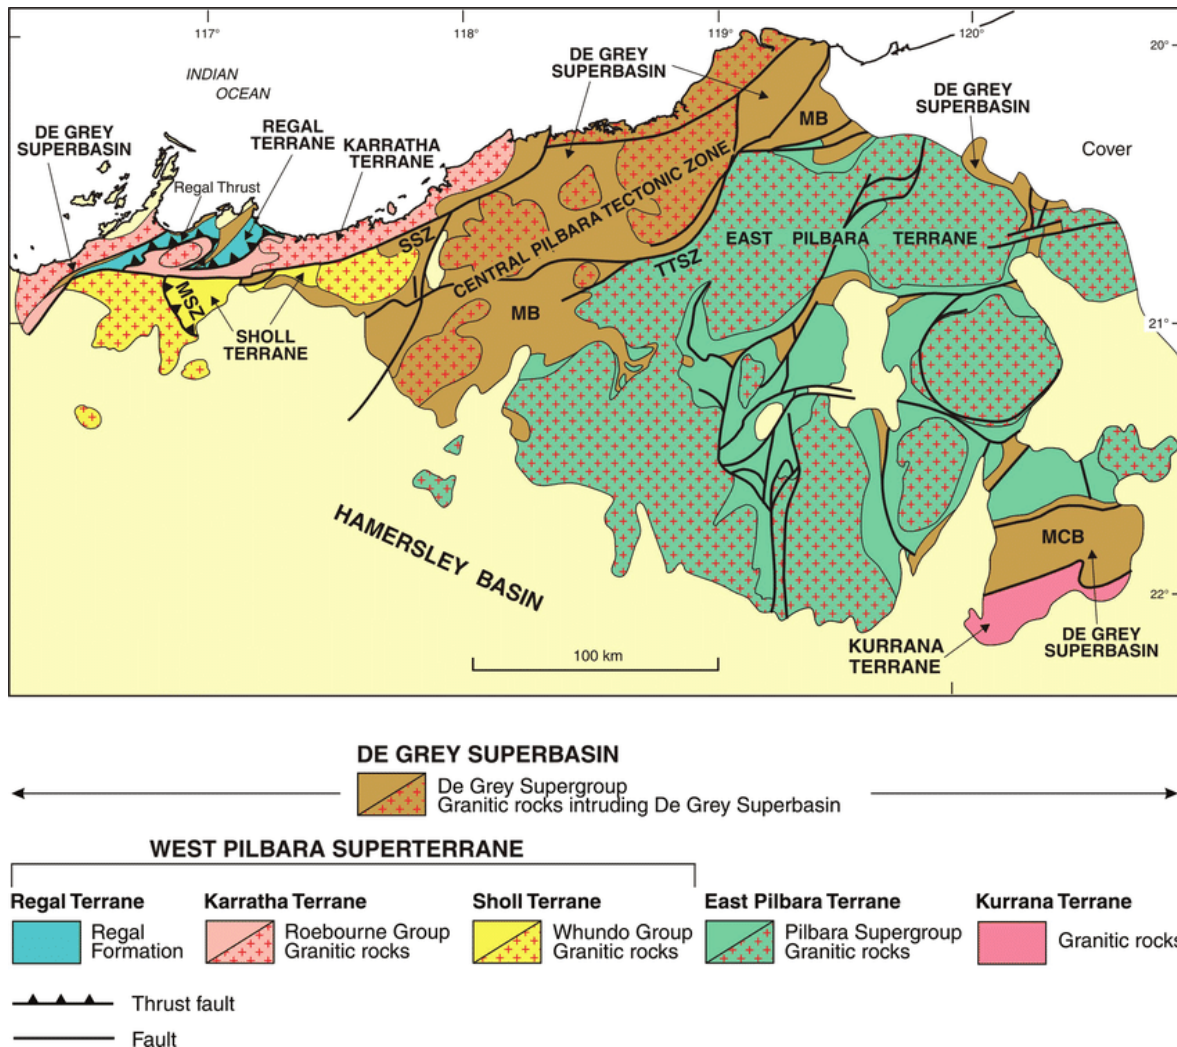 117°
118°
119°
120°
20°
INDIAN
OCEAN
DE GREY
SUPERBASIN
REGAL
TERRANE
KARRATHA
TERRANE
Regal Thrust
DE GREY
SUPERBASIN
MB
DE GREY
SUPERBASIN
Cover
SSZ
CENTRAL PILBARA TECTONIC ZONE
EAST PILBARA TERRANE
TTSZ
MSZ
SHOLL
TERRANE
MB
21°
HAMERSLEY BASIN
MCB
22°
KURRANA
TERRANE
DE GREY
SUPERBASIN
100 km
DE GREY SUPERBASIN
De Grey Supergroup
Granitic rocks intruding De Grey Superbasin
WEST PILBARA SUPERTERRANE
Regal Terrane
Regal
Formation
Karratha Terrane
Roebourne Group
Granitic rocks
Sholl Terrane
Whundo Group
Granitic rocks
East Pilbara Terrane
Pilbara Supergroup
Granitic rocks
Kurrana Terrane
Granitic rocks
Thrust fault
Fault